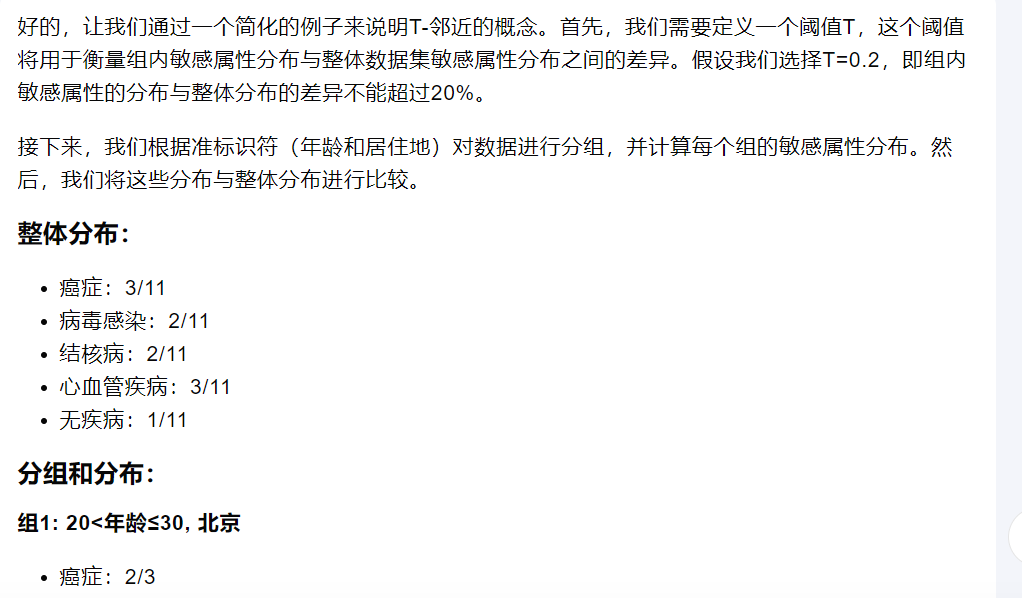 好的，让我们通过一个简化的例子来说明T-邻近的概念。首先，我们需要定义一个阈值T，这个阈值
将用于衡量组内敏感属性分布与整体数据集敏感属性分布之间的差异。假设我们选择T=0.2，即组内
敏感属性的分布与整体分布的差异不能超过20%。
接下来，我们根据准标识符（年龄和居住地）对数据进行分组，并计算每个组的敏感属性分布。然
后，我们将这些分布与整体分布进行比较。
整体分布：
• 癌症：3/11
• 病毒感染：2/11
• 结核病：2/11
• 心血管疾病：3/11
• 无疾病：1/11
分组和分布：
组1: 20<年龄≤30, 北京
• 癌症：2/3